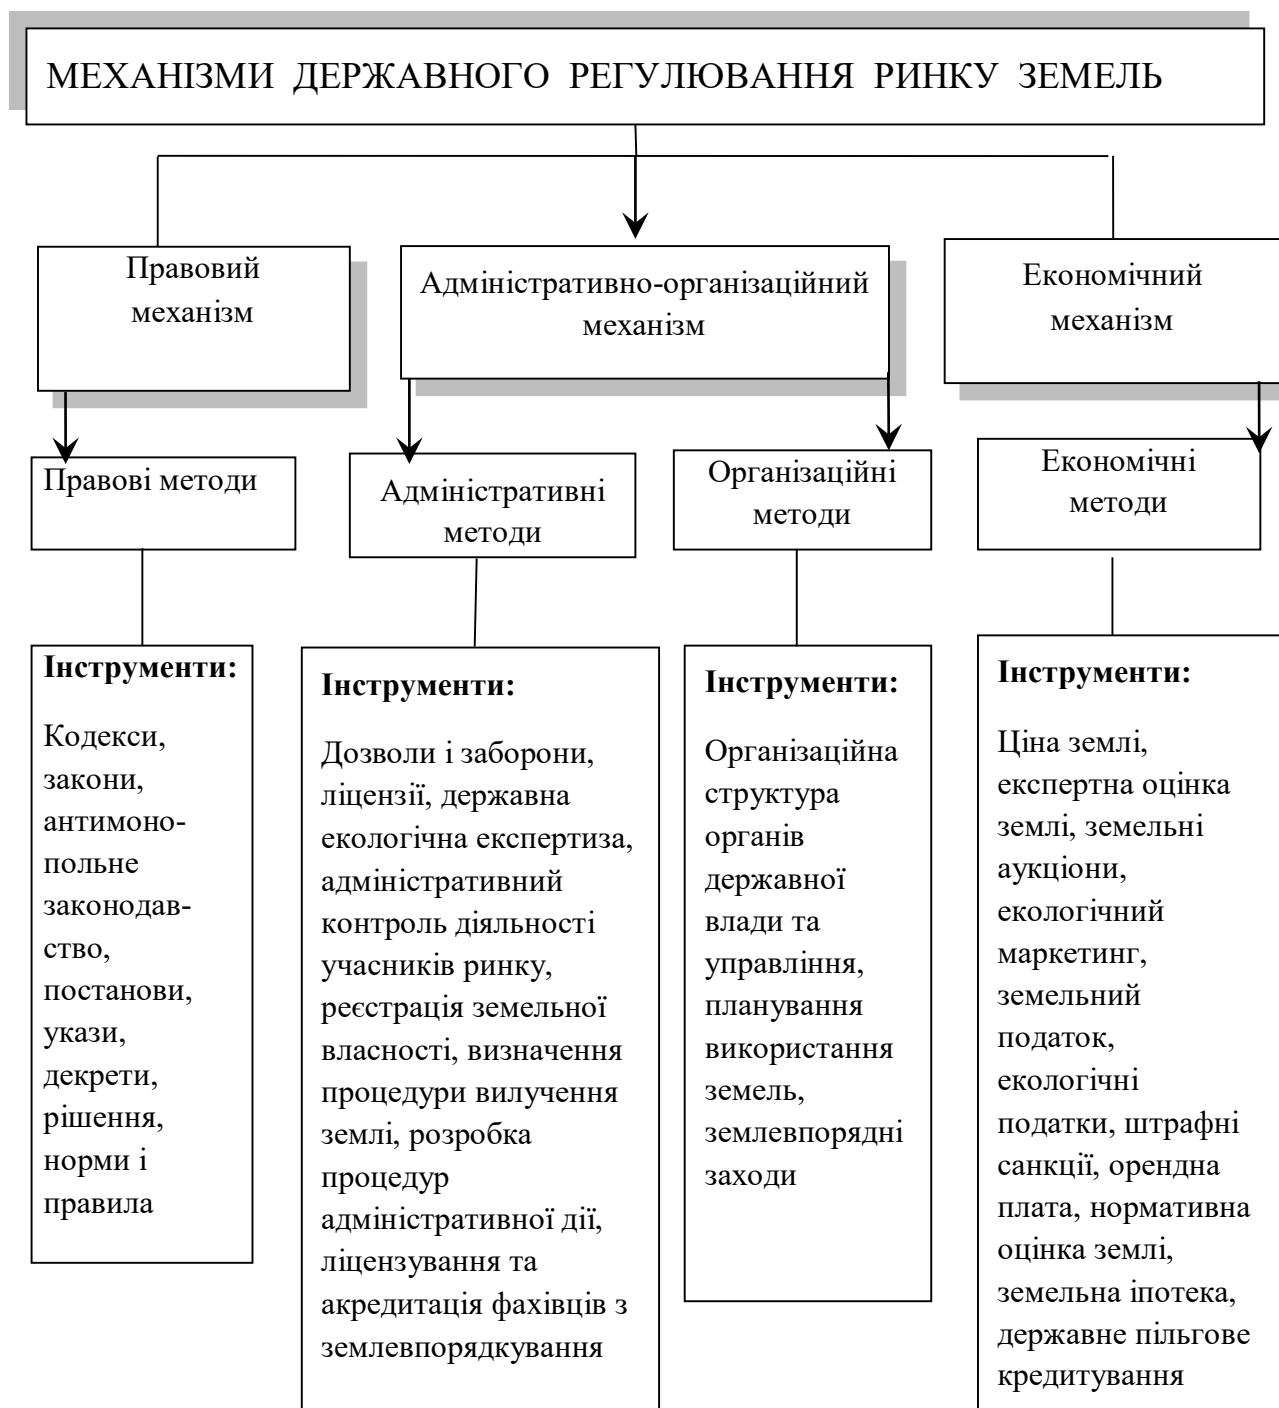 МЕХАНІЗМИ ДЕРЖАВНОГО РЕГУЛЮВАННЯ РИНКУ ЗЕМЕЛЬ
Правовий
механізм
Адміністративно-організаційний
механізм
Економічний
механізм
Правові методи
Адміністративні
методи
Організаційні
методи
Економічні
методи
Інструменти:
Кодекси,
закони,
антимоно-
польне
законодав-
ство,
постанови,
укази,
декрети,
рішення,
норми і
правила
Інструменти:
Дозволи і заборони,
ліцензії, державна
екологічна експертиза,
адміністративний
контроль діяльності
учасників ринку,
реєстрація земельної
власності, визначення
процедури вилучення
землі, розробка
процедур
адміністративної дії,
ліцензування та
акредитація фахівців з
землевпорядкування
Інструменти:
Організаційна
структура
органів
державної
влади та
управління,
планування
використання
земель,
землевпорядні
заходи
Інструменти:
Ціна землі,
експертна оцінка
землі, земельні
аукціони,
екологічний
маркетинг,
земельний
податок,
екологічні
податки, штрафні
санкції, орендна
плата, нормативна
оцінка землі,
земельна іпотека,
державне пільгове
кредитування